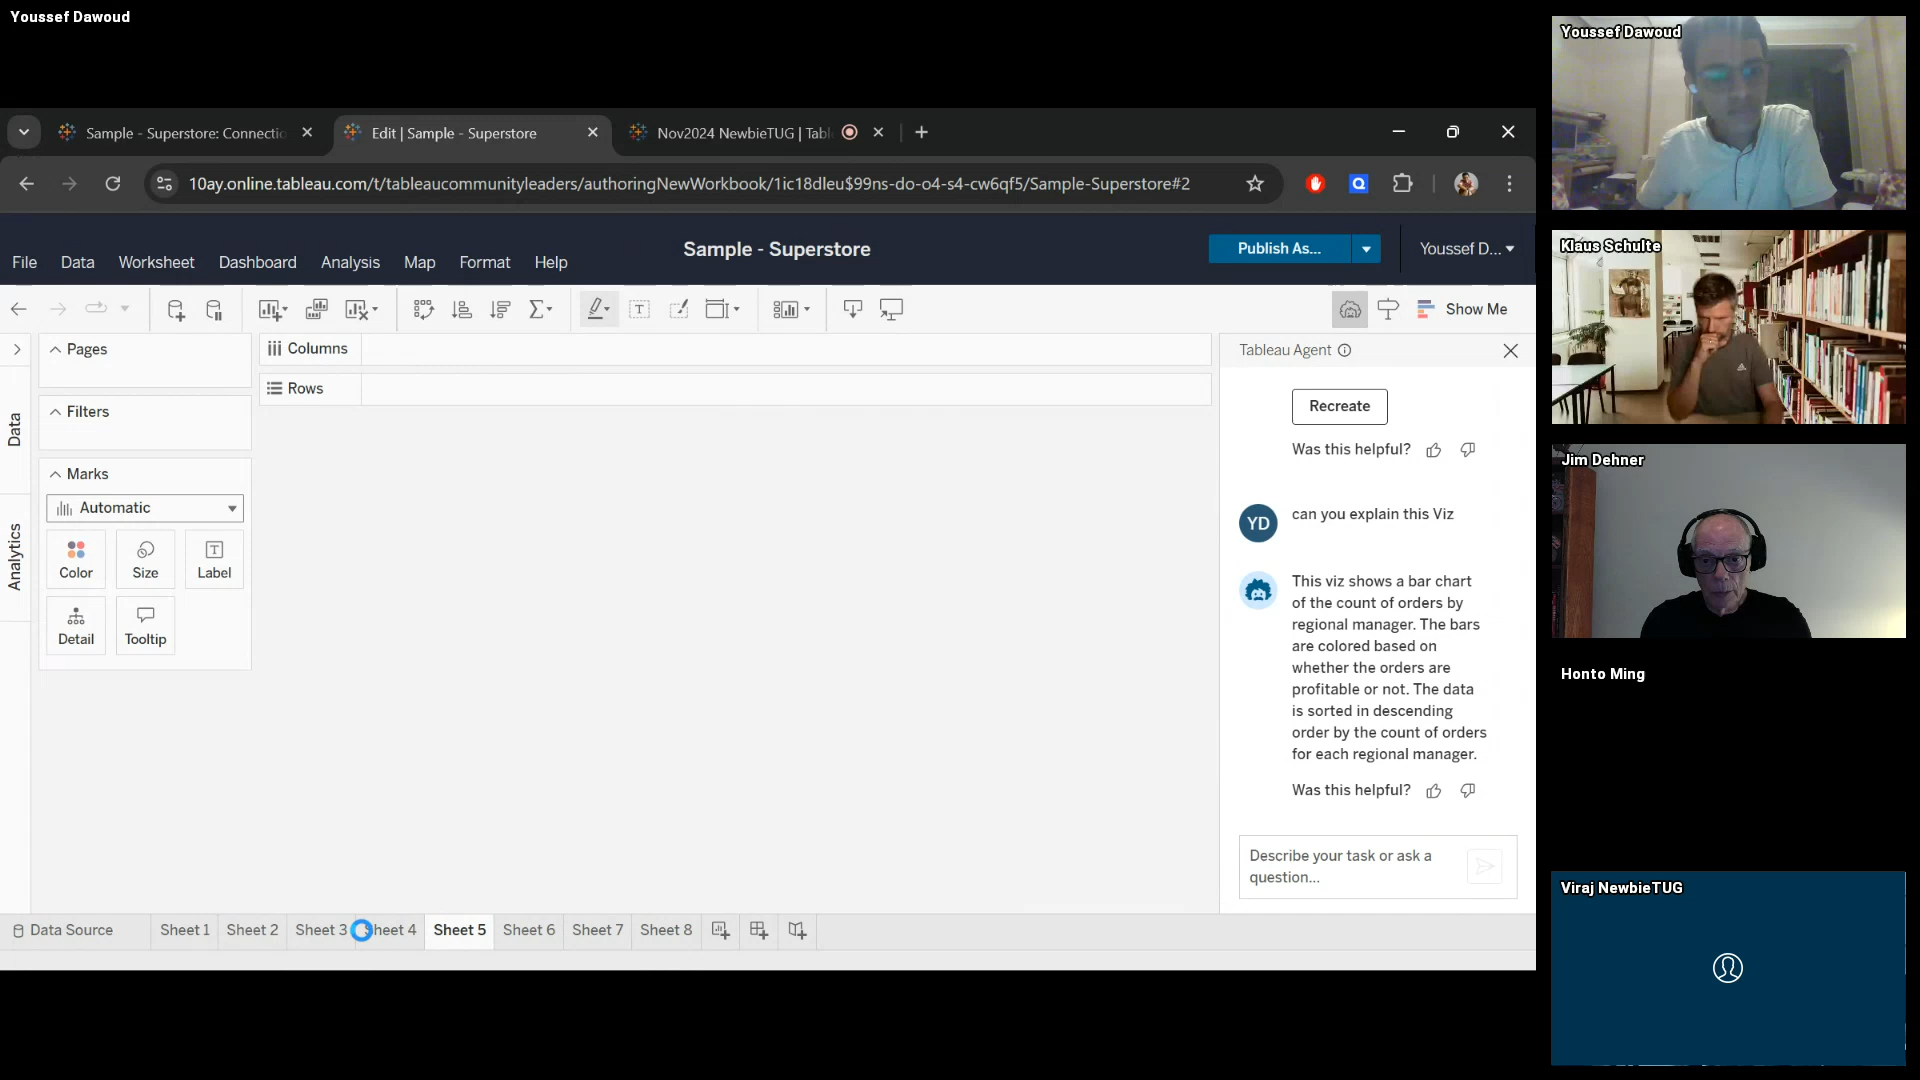 Youssef Dawoud
Sample - Superstore: Connectio
Edit | Sample - Superstore
Nov2024 NewbieTUG | Tabl
10ay.online.tableau.com/t/tableaucommunityleaders/authoringNewWorkbook/1ic18dleu$99ns-do-o4-s4-cw6qf5/Sample-Superstore#2
Sample - Superstore
Publish As...
Youssef D...
File Data Worksheet Dashboard Analysis Map Format Help
Show Me
Pages
Columns
Rows
Filters
Data
Analytics
Marks
Automatic
Color Size Label
Detail Tooltip
Tableau Agent
Recreate
Was this helpful?
YD
can you explain this Viz
This viz shows a bar chart
of the count of orders by
regional manager. The bars
are colored based on
whether the orders are
profitable or not. The data
is sorted in descending
order by the count of orders
for each regional manager.
Was this helpful?
Describe your task or ask a
question...
Data Source Sheet 1 Sheet 2 Sheet 3 Sheet 4 Sheet 5 Sheet 6 Sheet 7 Sheet 8
Youssef Dawoud
Klaus Schulte
Jim Dehner
Honto Ming
Viraj NewbieTUG